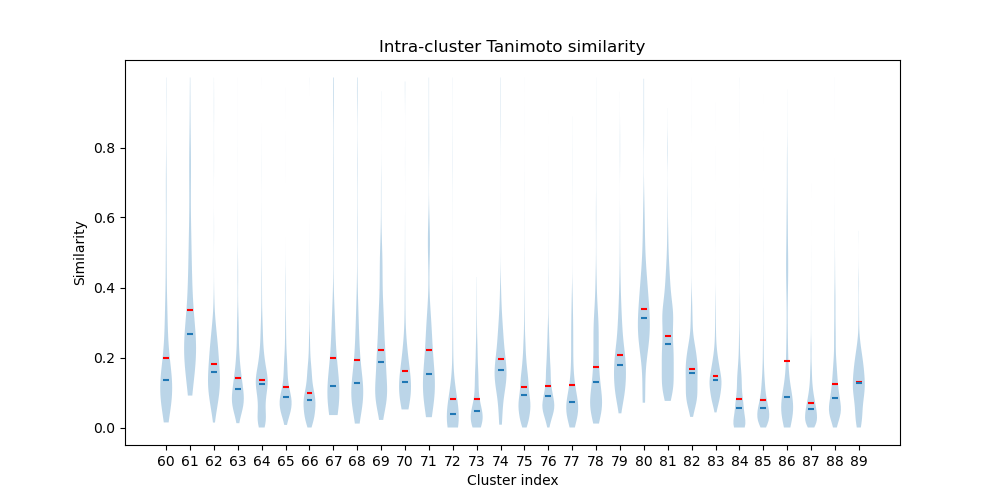 Intra-cluster Tanimoto similarity
Similarity
0.8
0.6
0.4
0.2
0.0
60 61 62 63 64 65 66 67 68 69 70 71 72 73 74 75 76 77 78 79 80 81 82 83 84 85 86 87 88 89
Cluster index